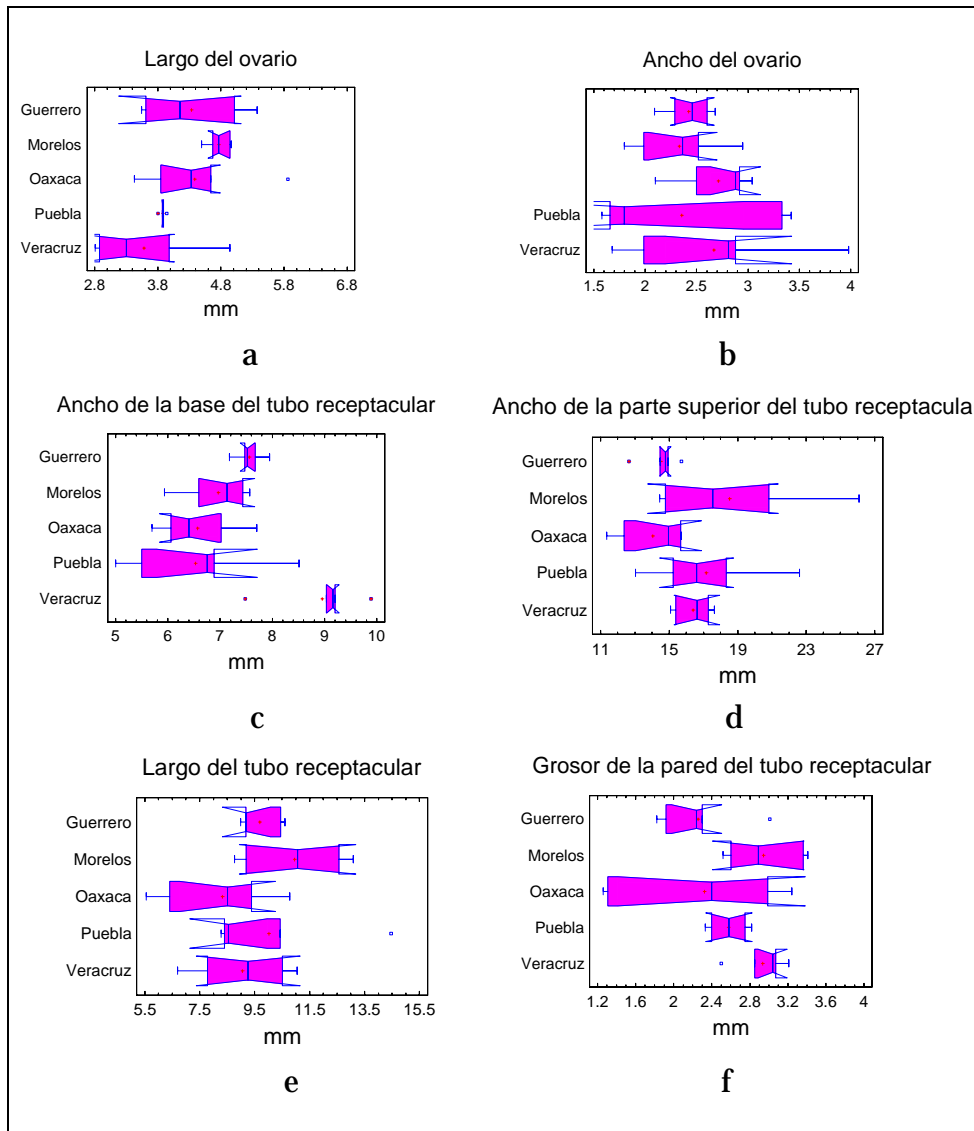 Largo del ovario
Guerrero
Morelos
Oaxaca
Puebla
Veracruz
2.8 3.8 4.8 5.8 6.8
mm
a
Ancho del ovario
Puebla
Veracruz
1.5 2 2.5 3 3.5 4
mm
b
Ancho de la base del tubo receptacular
Guerrero
Morelos
Oaxaca
Puebla
Veracruz
5 6 7 8 9 10
mm
c
Ancho de la parte superior del tubo receptacula
Guerrero
Morelos
Oaxaca
Puebla
Veracruz
11 15 19 23 27
mm
d
Largo del tubo receptacular
Guerrero
Morelos
Oaxaca
Puebla
Veracruz
5.5 7.5 9.5 11.5 13.5 15.5
mm
e
Grosor de la pared del tubo receptacular
Guerrero
Morelos
Oaxaca
Puebla
Veracruz
1.2 1.6 2 2.4 2.8 3.2 3.6 4
mm
f